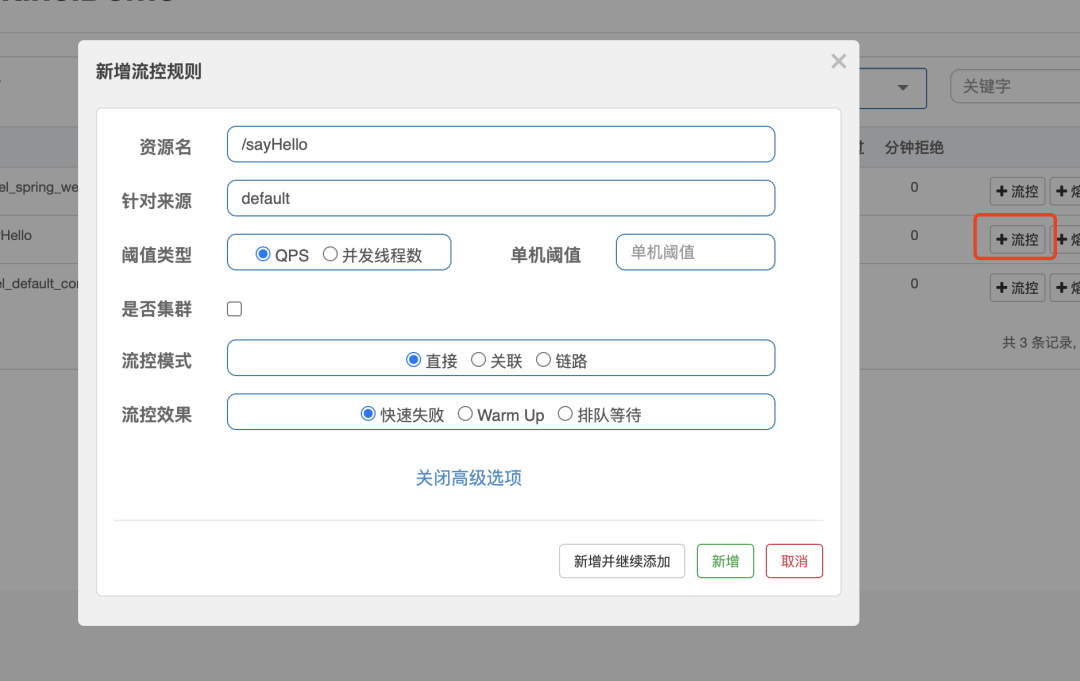 新增流控规则
×
关键字
资源名 /sayHello
分钟拒绝
针对来源 default
0 流控
阈值类型 QPS 并发线程数 单机阈值 单机阈值
0 流控
是否集群
0 流控
流控模式 直接 关联 链路
共 3 条记录,
流控效果 快速失败 Warm Up 排队等待
关闭高级选项
新增并继续添加 新增 取消